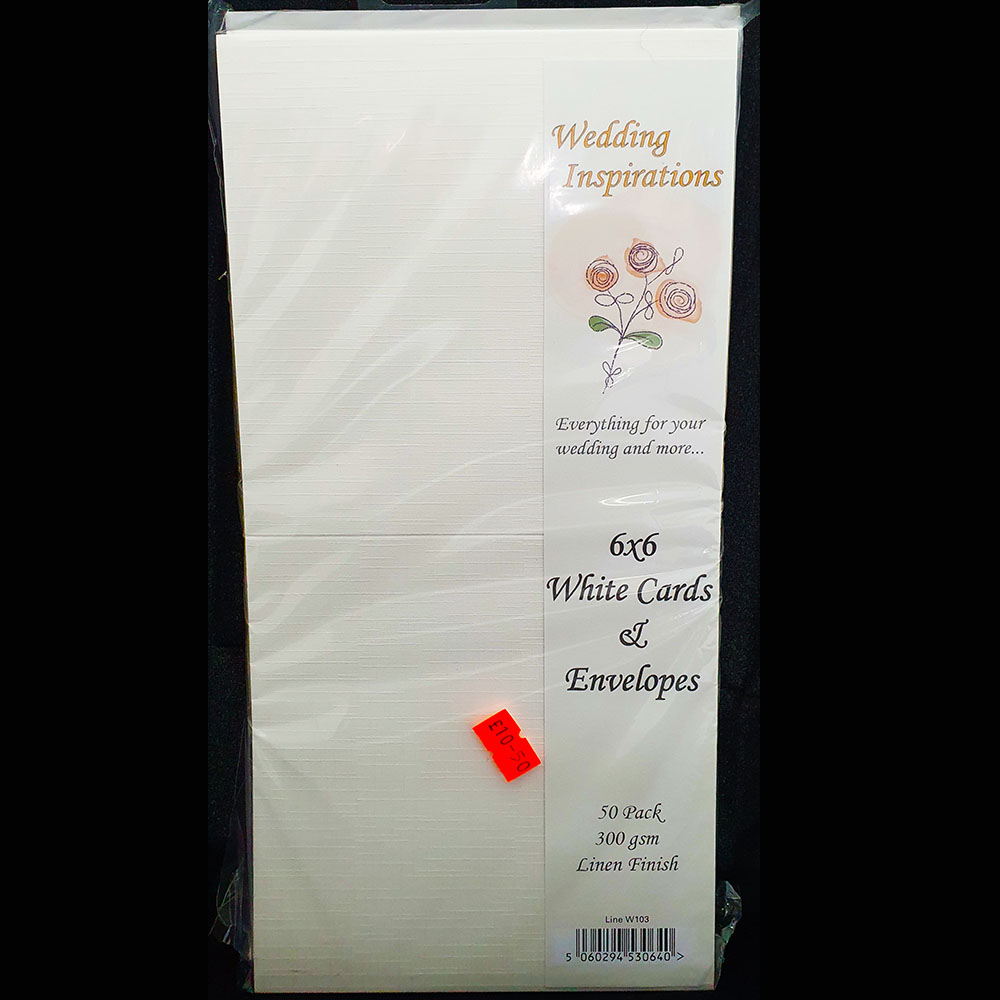 Wedding
Inspirations
Everything for your
wedding and more...
6x6
White Cards
&
Envelopes
£10-50
50 Pack
300 gsm
Linen Finish
Line W103
5 060294 530640 >